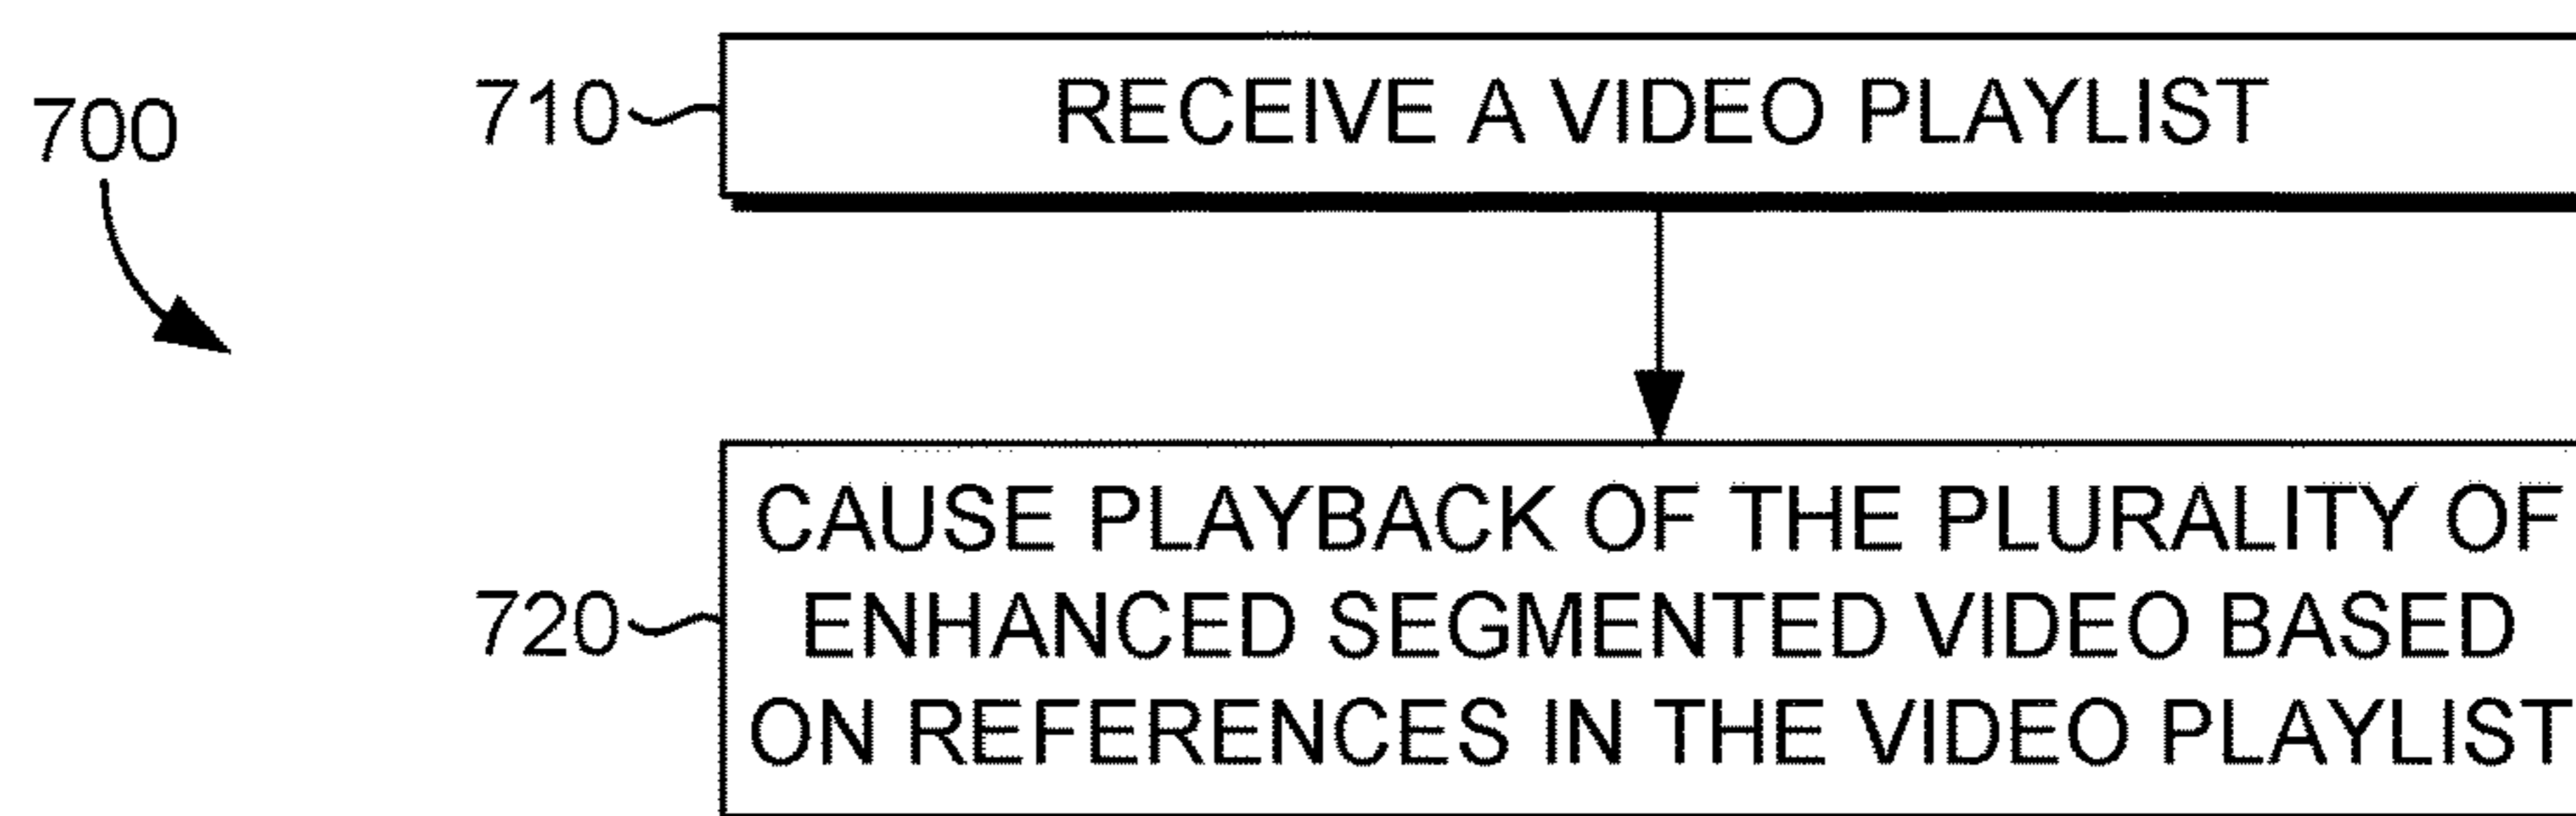 700
710
RECEIVE A VIDEO PLAYLIST
720
CAUSE PLAYBACK OF THE PLURALITY OF
ENHANCED SEGMENTED VIDEO BASED
ON REFERENCES IN THE VIDEO PLAYLIST